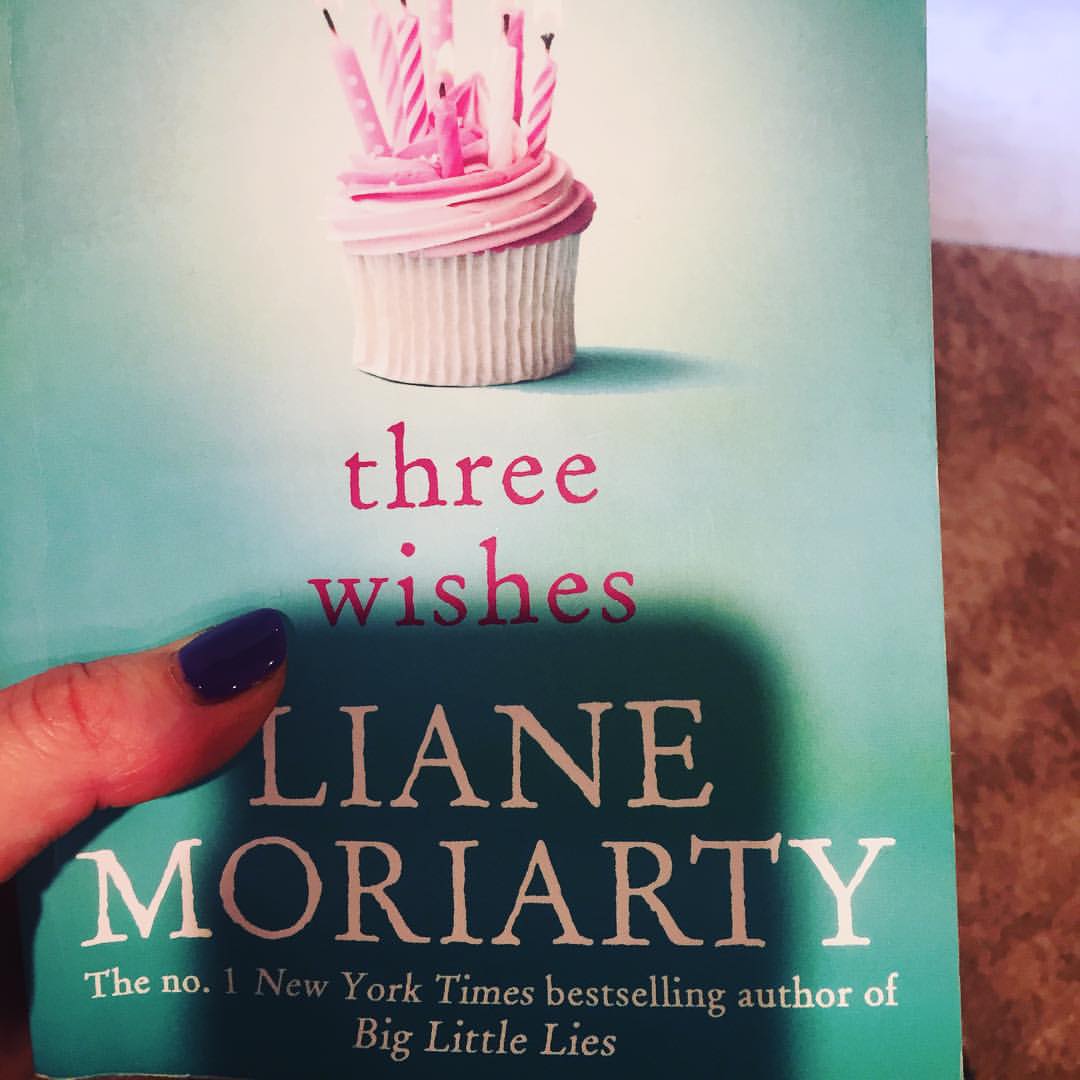 three
wishes
LIANE
MORIARTY
The no. 1 New York Times bestselling author of
Big Little Lies